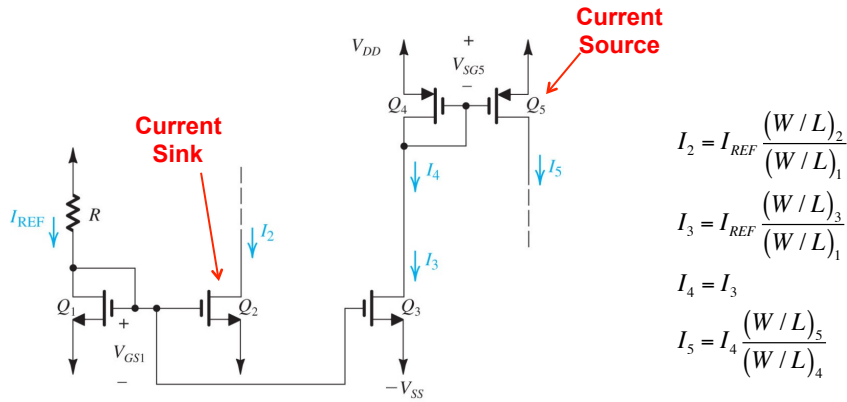 Current
Source
V_DD
+
V_SG5
−
Q_4
Q_5
Current
Sink
I_4
I_5
I_REF
R
I_2
I_3
Q_1
+
V_GS1
−
Q_2
Q_3
−V_SS
I_2 = I_REF (W / L)_2 / (W / L)_1
I_3 = I_REF (W / L)_3 / (W / L)_1
I_4 = I_3
I_5 = I_4 (W / L)_5 / (W / L)_4